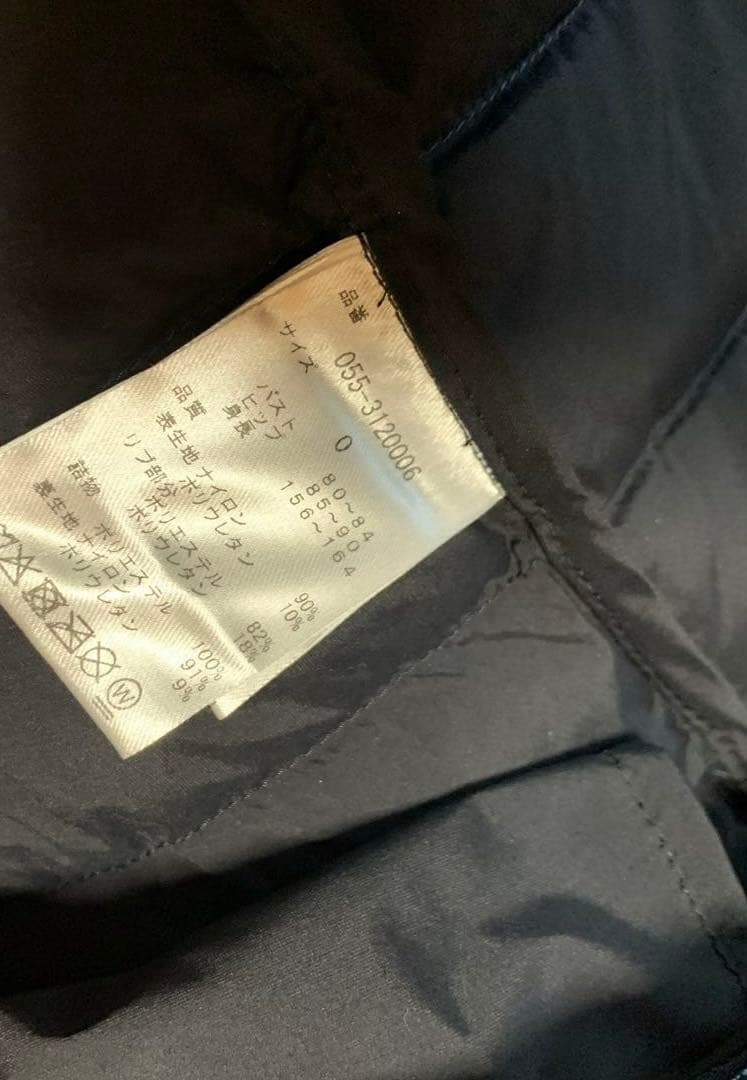 品番 055-3120006
サイズ 0
バスト 80~84
ヒップ 85~90
身長 156~164
品質
表生地 ナイロン 90%
ポリウレタン 10%
リブ部分 ポリエステル 82%
ポリウレタン 18%
詰物 ポリエステル 100%
表生地 ナイロン 91%
ポリウレタン 9%
W